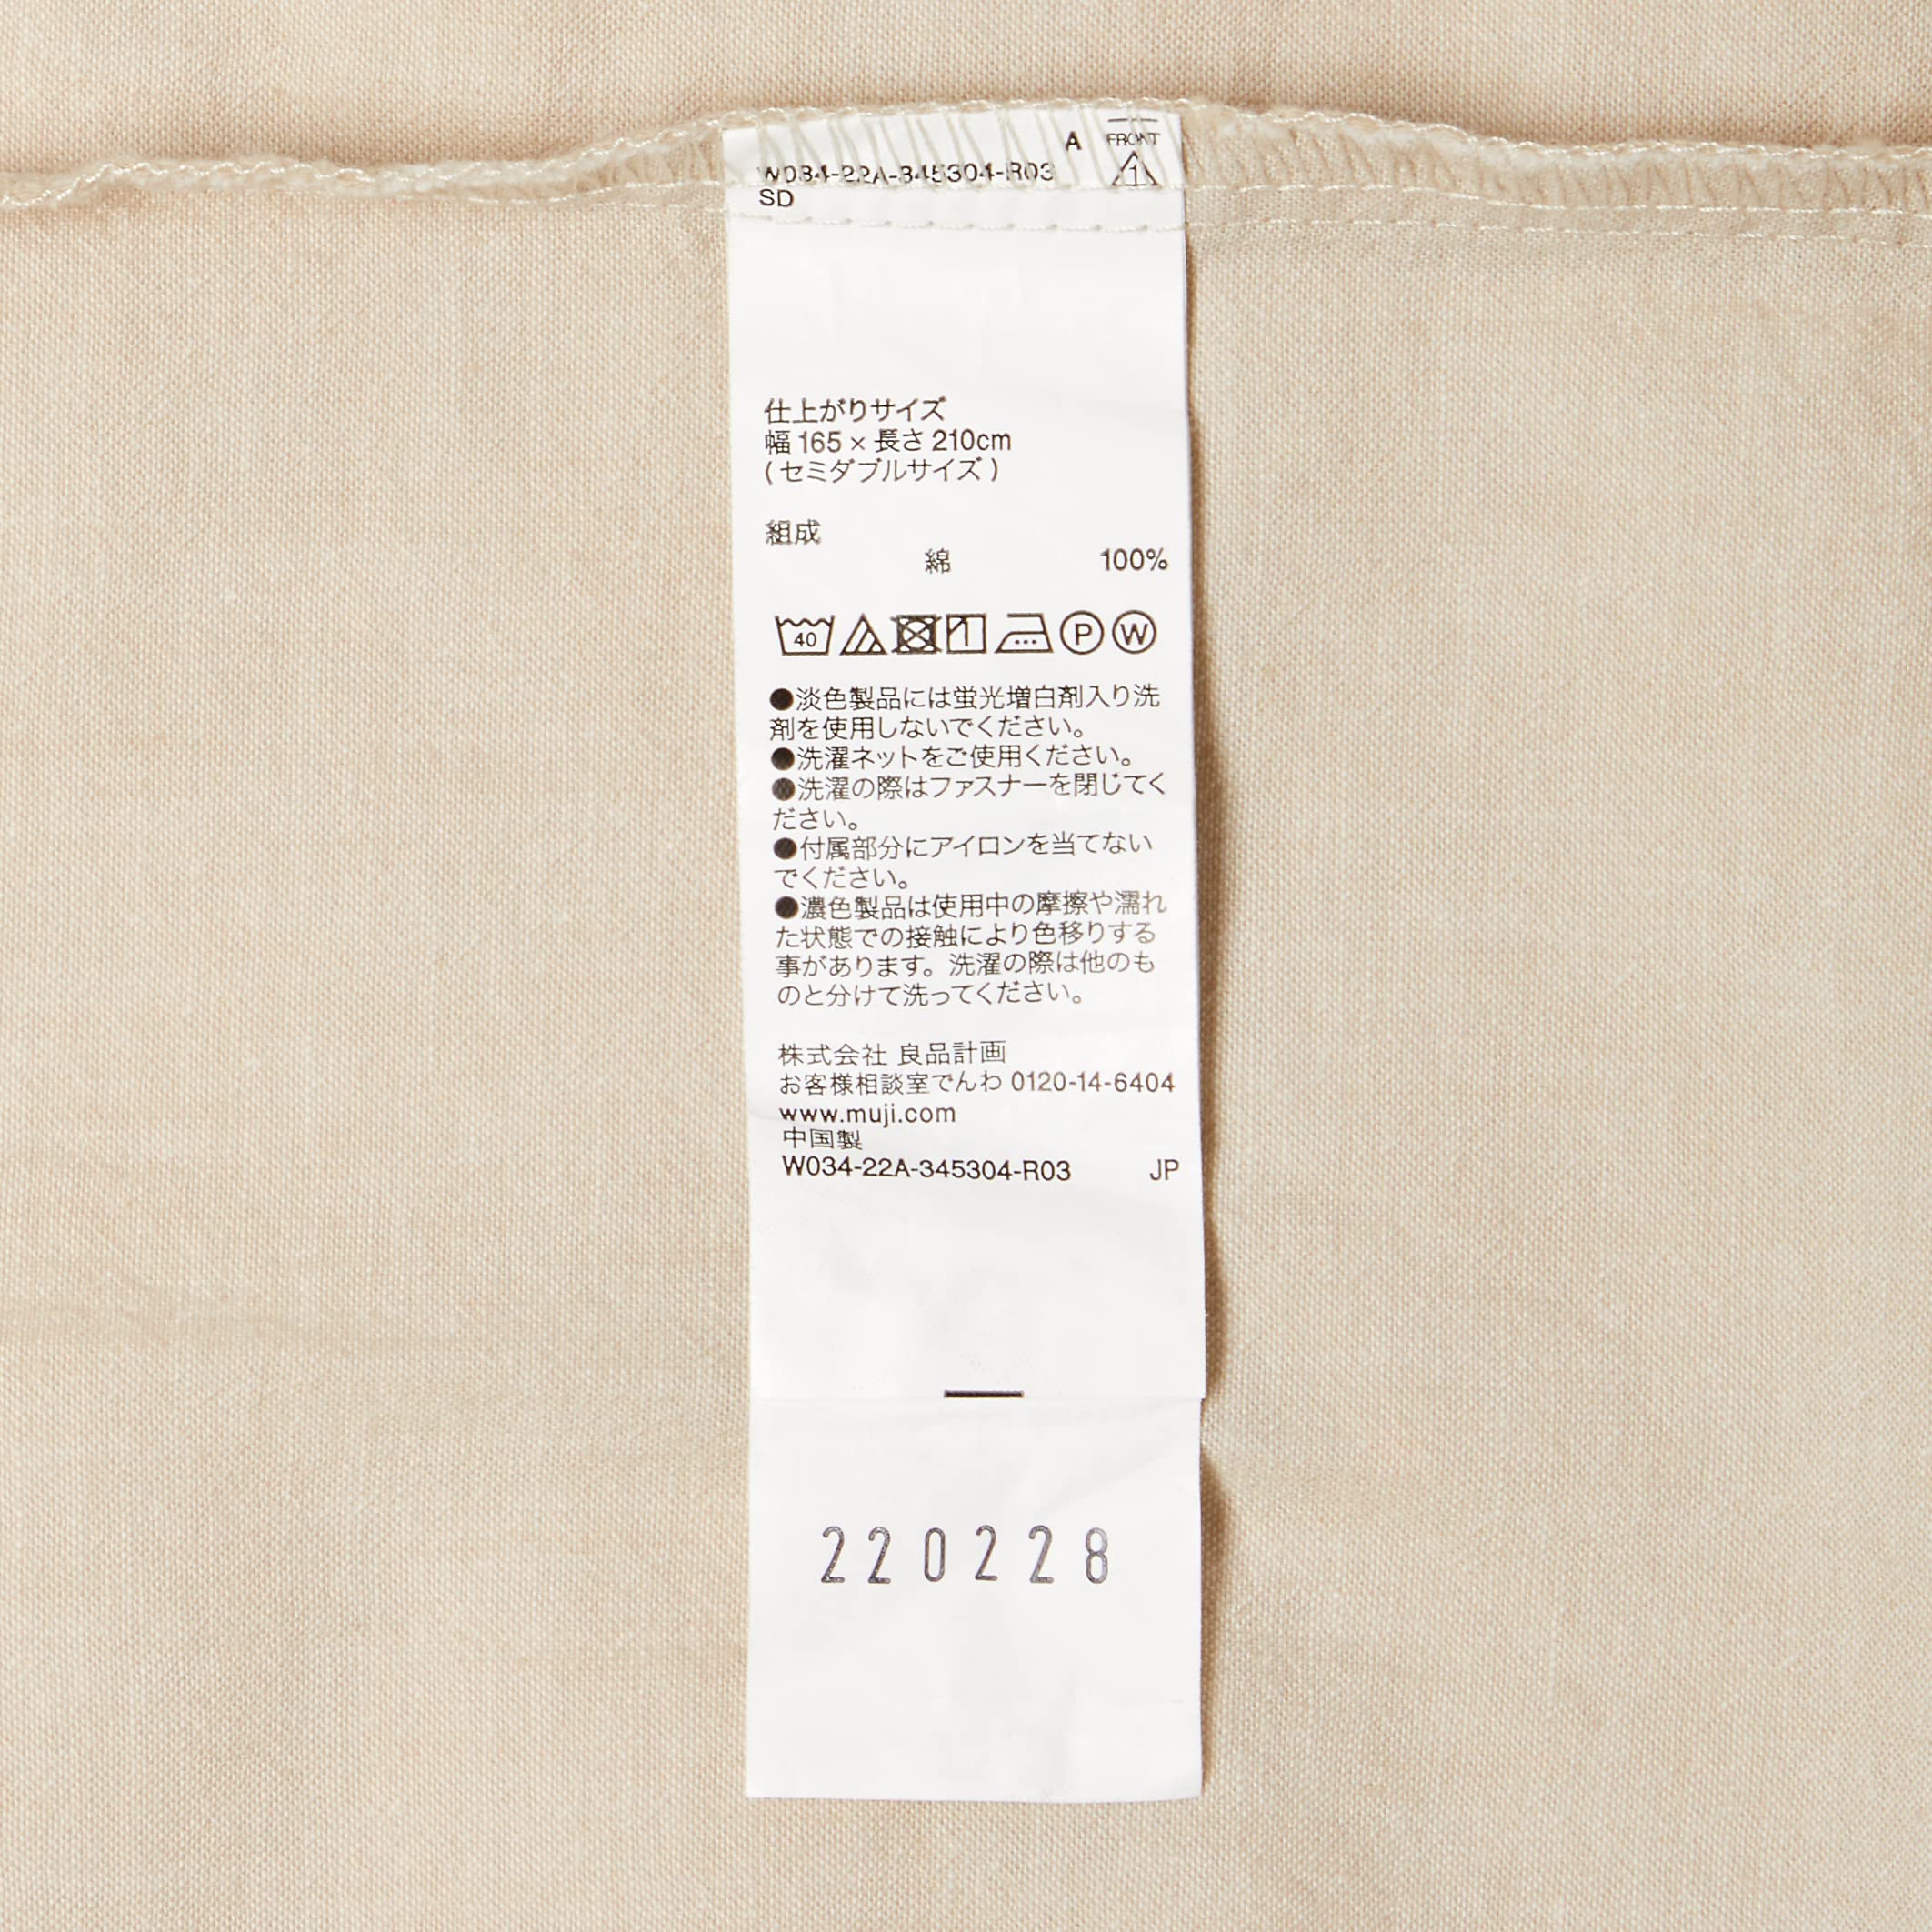 A FRONT
W034-22A-345304-R03 1
SD
仕上がりサイズ
幅 165 × 長さ 210cm
( セミダブルサイズ )
組成
綿 100%
40 P W
●淡色製品には蛍光増白剤入り洗
剤を使用しないでください。
●洗濯ネットをご使用ください。
●洗濯の際はファスナーを閉じてく
ださい。
●付属部分にアイロンを当てない
でください。
●濃色製品は使用中の摩擦や濡れ
た状態での接触により色移りする
事があります。洗濯の際は他のも
のと分けて洗ってください。
株式会社 良品計画
お客様相談室でんわ 0120-14-6404
www.muji.com
中国製
W034-22A-345304-R03 JP
220228